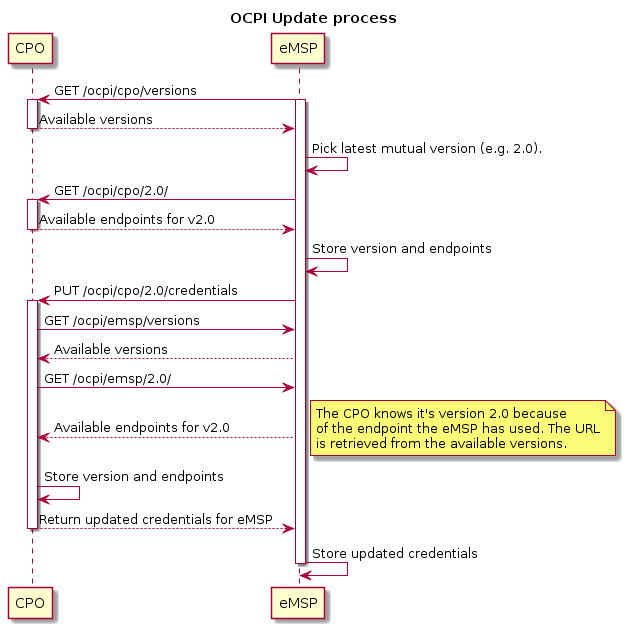 OCPI Update process
CPO
eMSP
GET /ocpi/cpo/versions
Available versions
Pick latest mutual version (e.g. 2.0).
GET /ocpi/cpo/2.0/
Available endpoints for v2.0
Store version and endpoints
PUT /ocpi/cpo/2.0/credentials
GET /ocpi/emsp/versions
Available versions
GET /ocpi/emsp/2.0/
The CPO knows it's version 2.0 because
of the endpoint the eMSP has used. The URL
is retrieved from the available versions.
Available endpoints for v2.0
Store version and endpoints
Return updated credentials for eMSP
Store updated credentials
CPO
eMSP